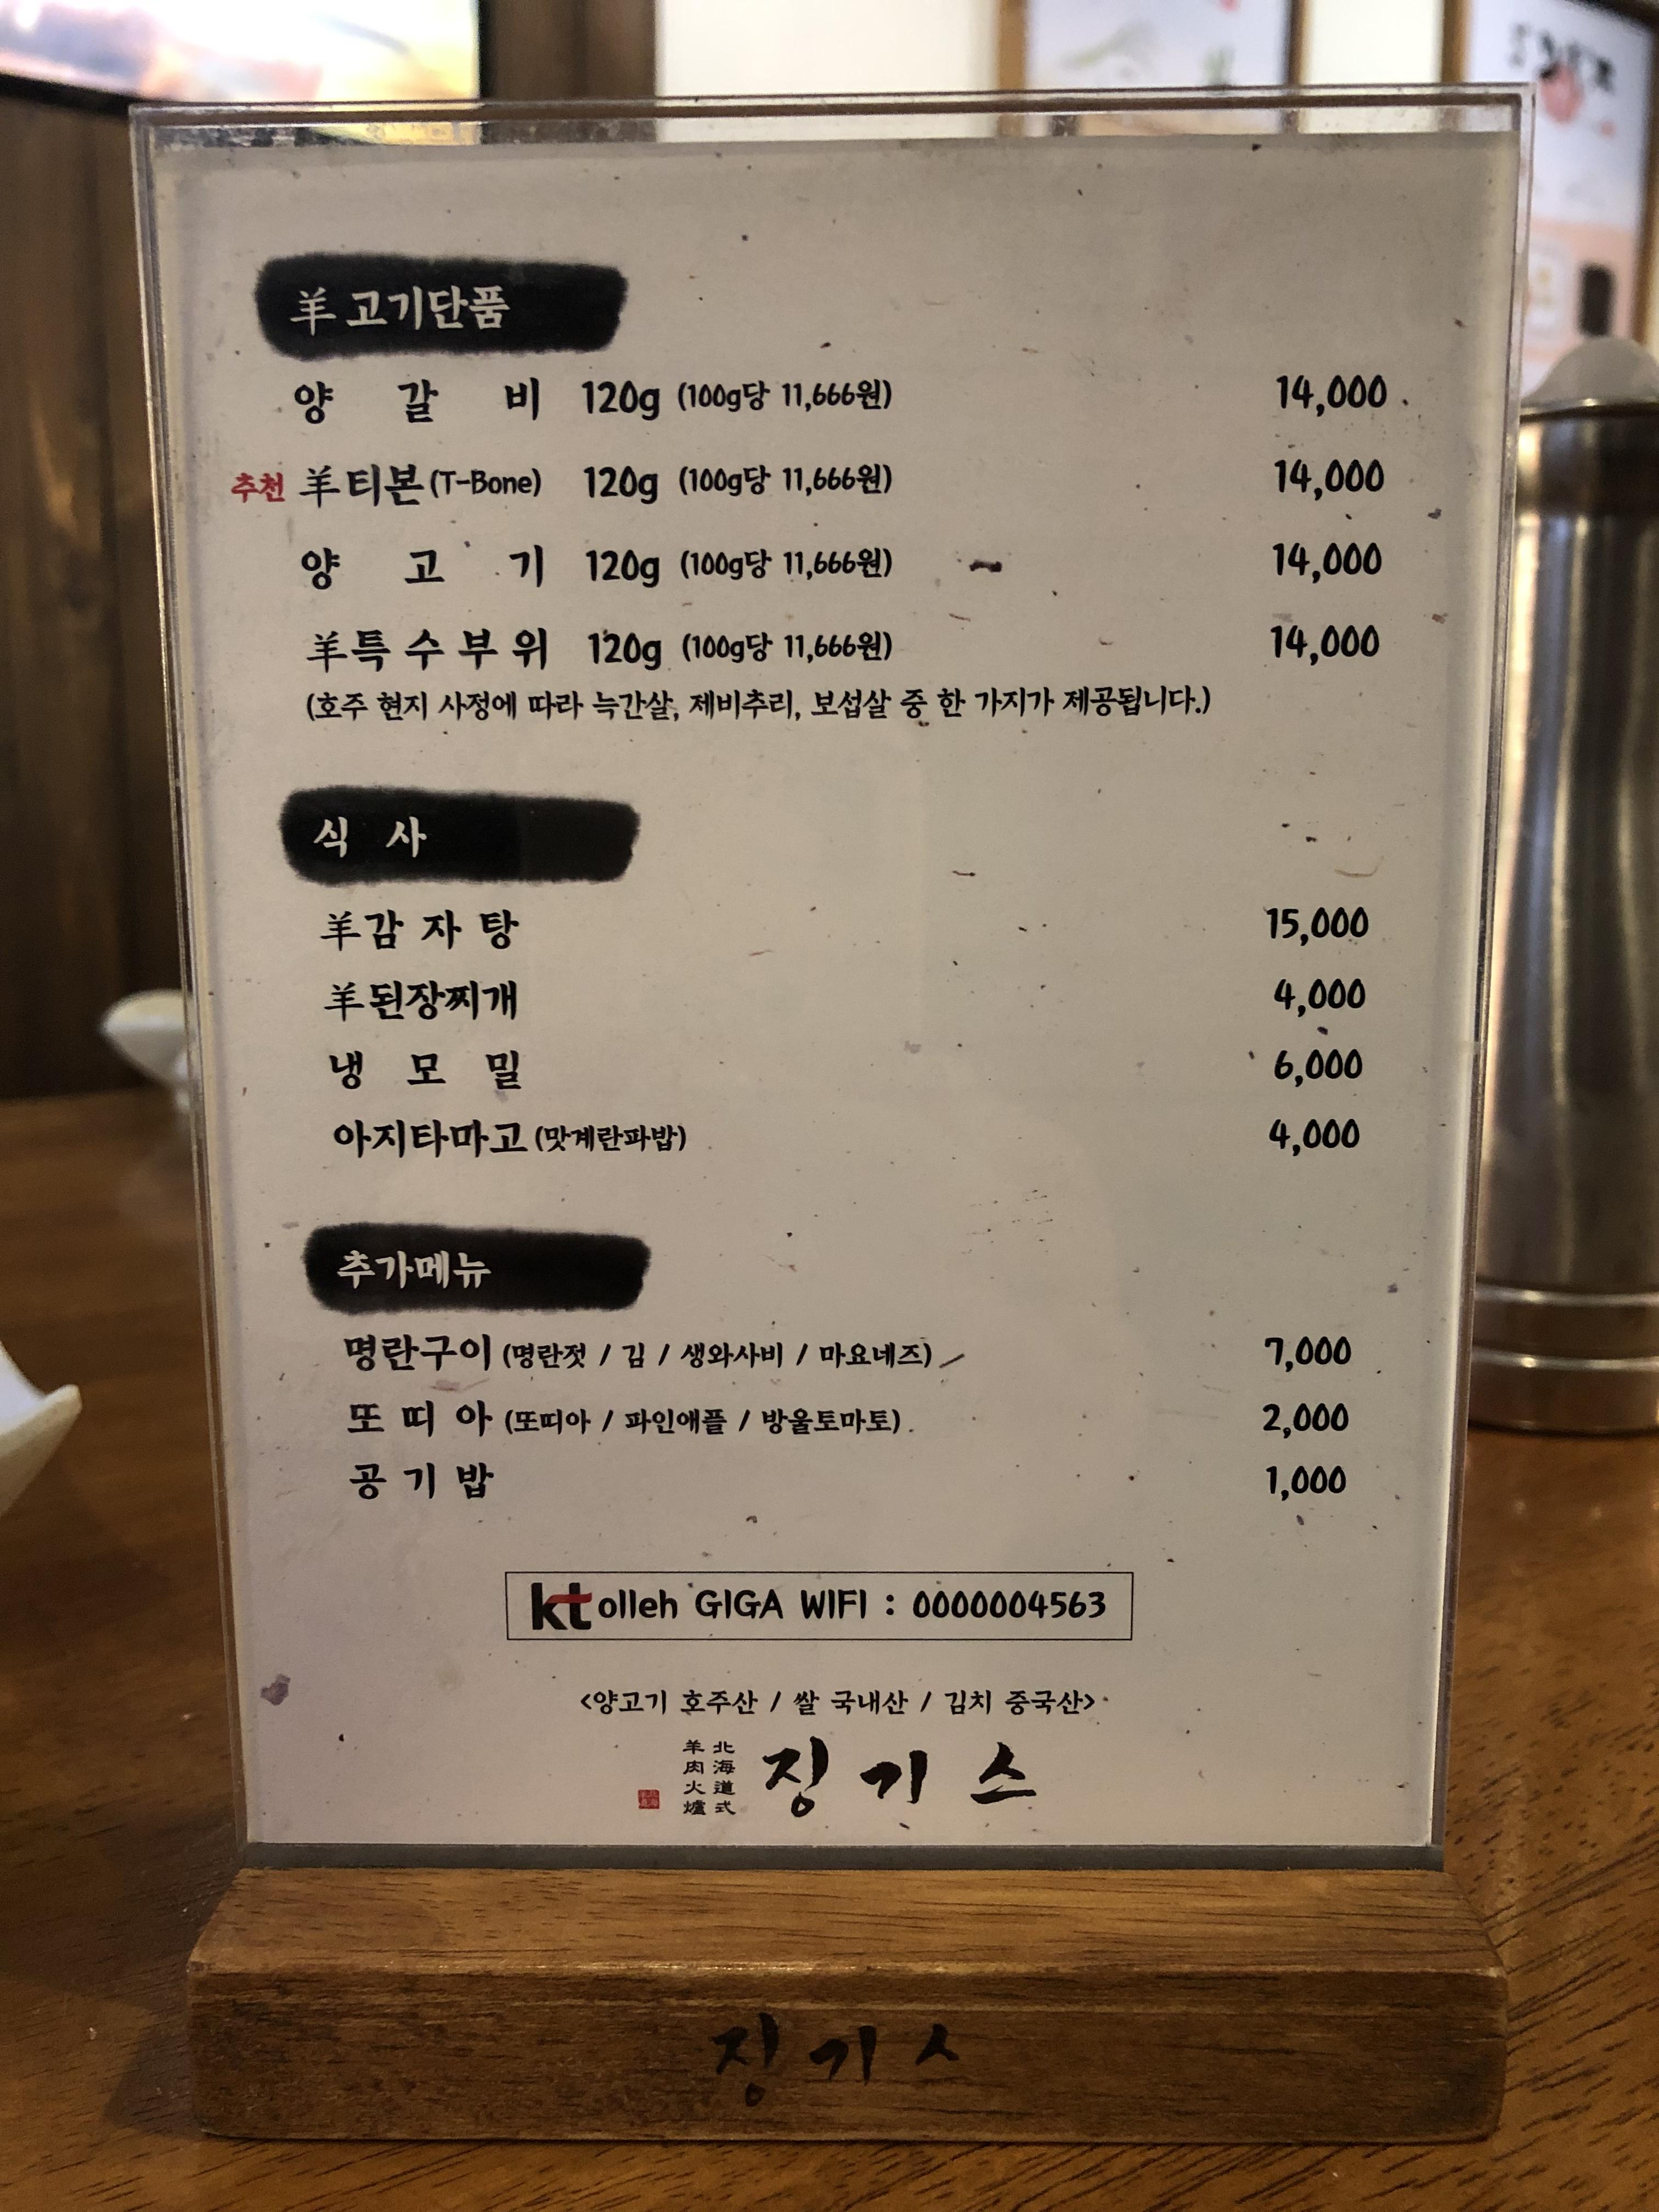 羊고기단품
양 갈 비 120g (100g당 11,666원) 14,000
추천 羊티본(T-Bone) 120g (100g당 11,666원) 14,000
양 고 기 120g (100g당 11,666원) 14,000
羊특수부위 120g (100g당 11,666원) 14,000
(호주 현지 사정에 따라 늑간살, 제비추리, 보섭살 중 한 가지가 제공됩니다.)
식 사
羊감 자 탕 15,000
羊된장찌개 4,000
냉 모 밀 6,000
아지타마고(맛계란파밥) 4,000
추가메뉴
명란구이(명란젓 / 김 / 생와사비 / 마요네즈) 7,000
또 띠 아(또띠아 / 파인애플 / 방울토마토) 2,000
공 기 밥 1,000
kt olleh GIGA WIFI : 0000004563
<양고기 호주산 / 쌀 국내산 / 김치 중국산>
北海道式
羊肉火爐
징기스
징기스